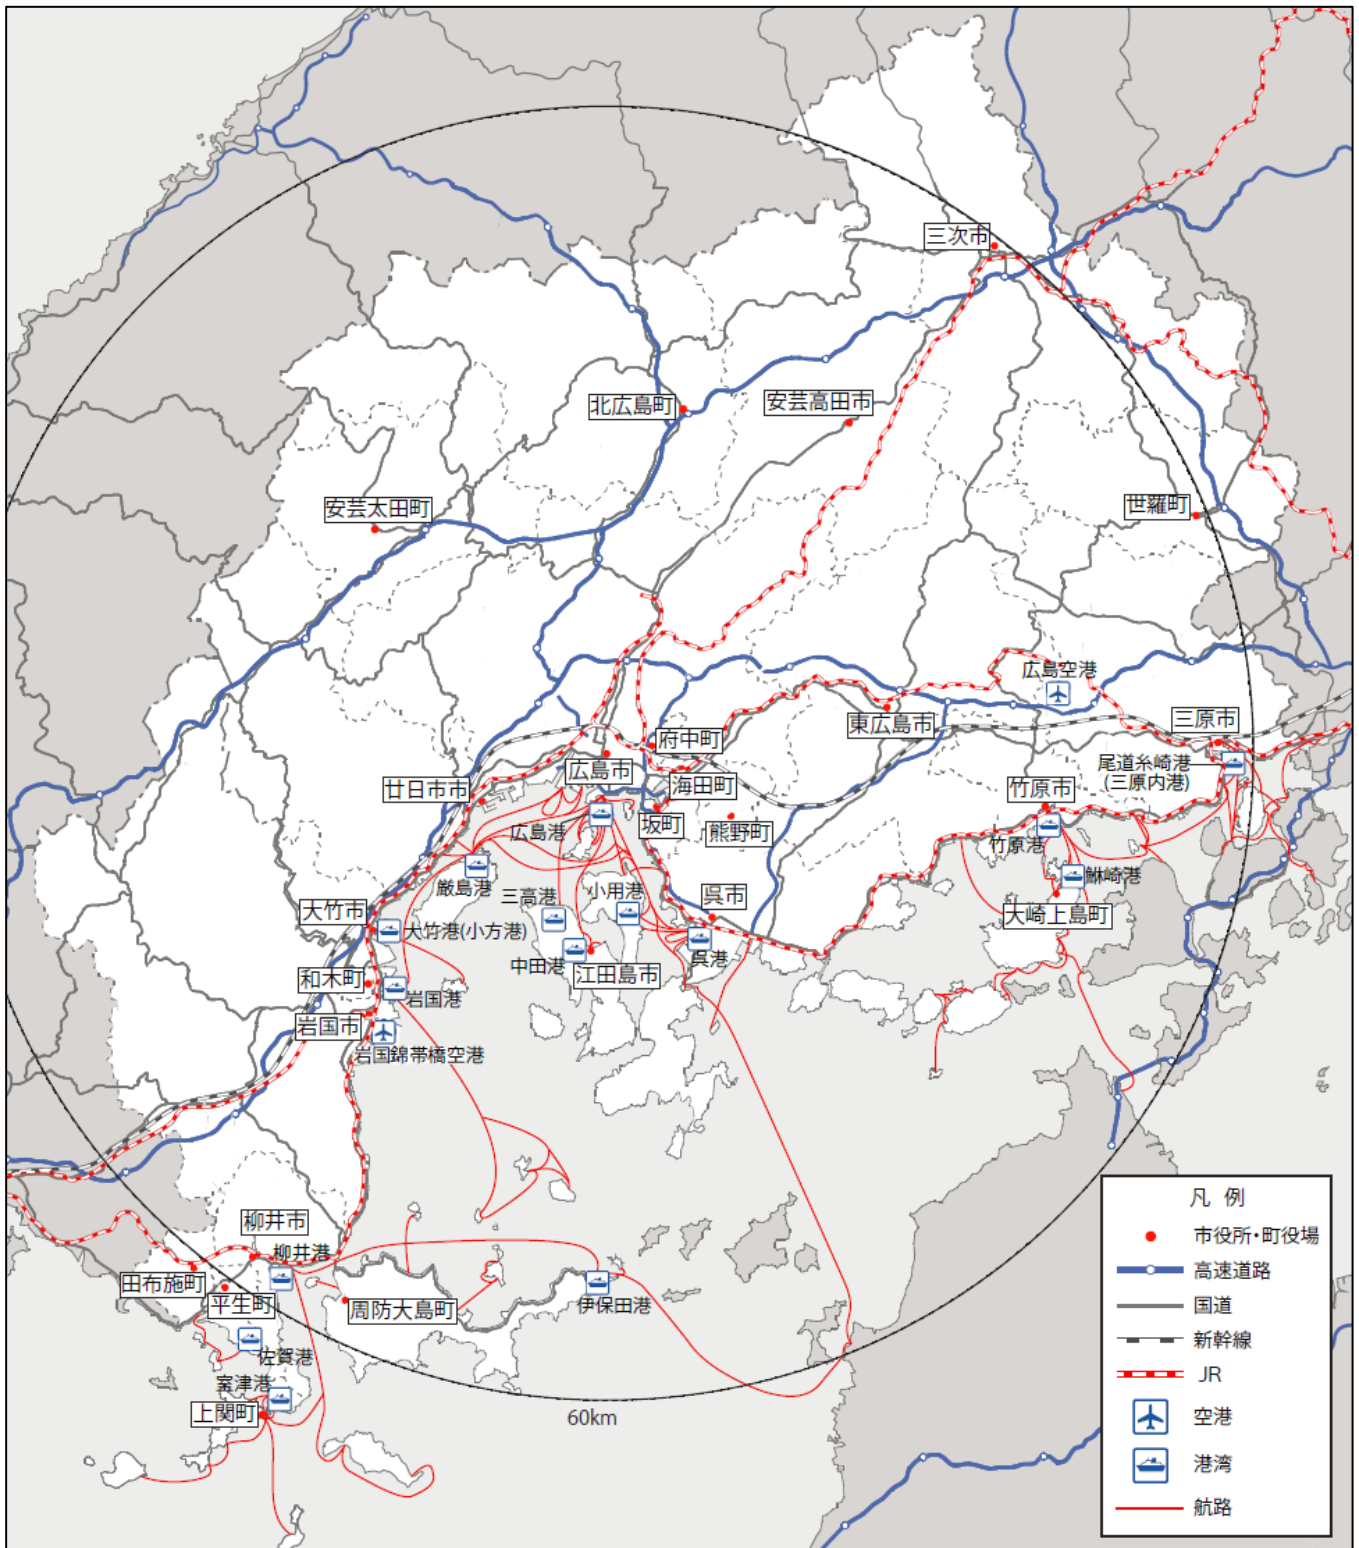 三次市
北広島町
安芸高田市
安芸太田町
世羅町
広島空港
東広島市
三原市
府中町
広島市
海田町
尾道糸崎港
(三原内港)
廿日市市
竹原市
広島港
坂町
熊野町
竹原港
厳島港
鮴崎港
三高港
小用港
大竹市
呉市
大崎上島町
大竹港(小方港)
中田港
江田島市
呉港
和木町
岩国港
岩国市
岩国錦帯橋空港
柳井市
柳井港
田布施町
平生町
周防大島町
伊保田港
佐賀港
室津港
上関町
60km
凡 例
市役所・町役場
高速道路
国道
新幹線
JR
空港
港湾
航路